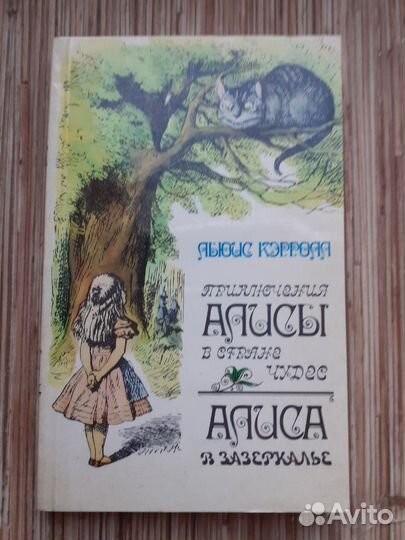 ЛЬЮИС КЭРРОЛЛ
ПРИКЛЮЧЕНИЯ
АЛИСЫ
В СТРАНЕ
ЧУДЕС
АЛИСА
В ЗАЗЕРКАЛЬЕ
Avito